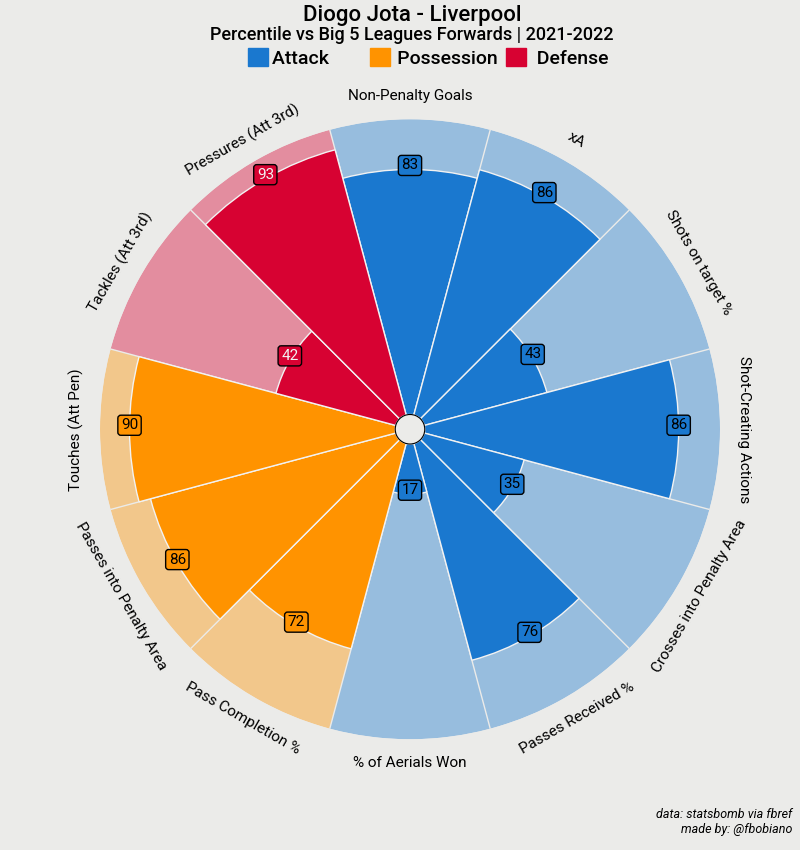 Diogo Jota - Liverpool
Percentile vs Big 5 Leagues Forwards | 2021-2022
Attack Possession Defense
Non-Penalty Goals
83
xA
86
Shots on target %
43
Shot-Creating Actions
86
Crosses into Penalty Area
35
Passes Received %
76
% of Aerials Won
17
Pass Completion %
72
Passes into Penalty Area
86
Touches (Att Pen)
90
Tackles (Att 3rd)
42
Pressures (Att 3rd)
93
data: statsbomb via fbref
made by: @fbobiano